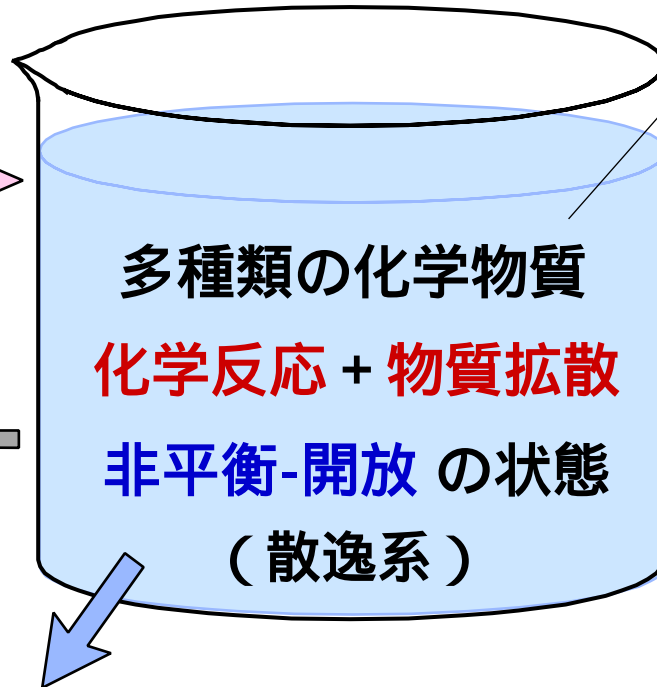 多種類の化学物質
化学反応 + 物質拡散
非平衡-開放 の状態
（散逸系）